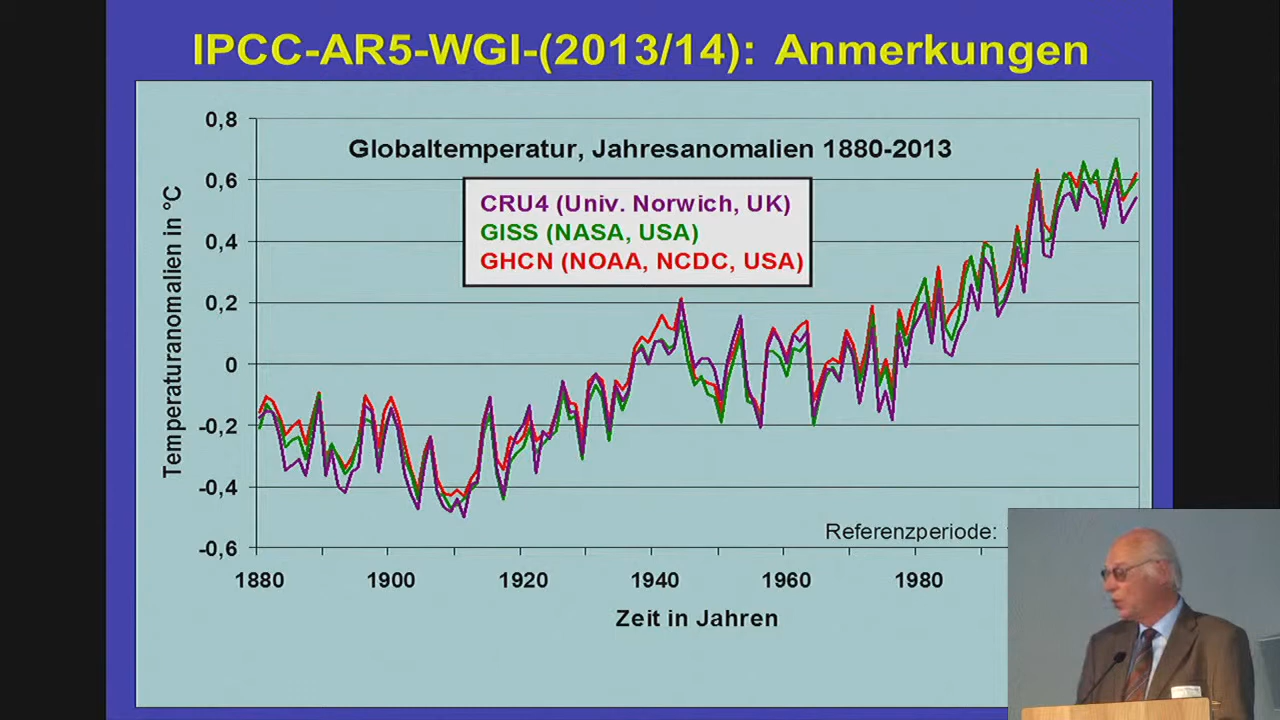 IPCC-AR5-WGI-(2013/14): Anmerkungen
0,8
Globaltemperatur, Jahresanomalien 1880-2013
0,6
CRU4 (Univ. Norwich, UK)
GISS (NASA, USA)
GHCN (NOAA, NCDC, USA)
0,4
0,2
0
-0,2
-0,4
-0,6
Temperaturanomalien in °C
Referenzperiode:
1880 1900 1920 1940 1960 1980
Zeit in Jahren